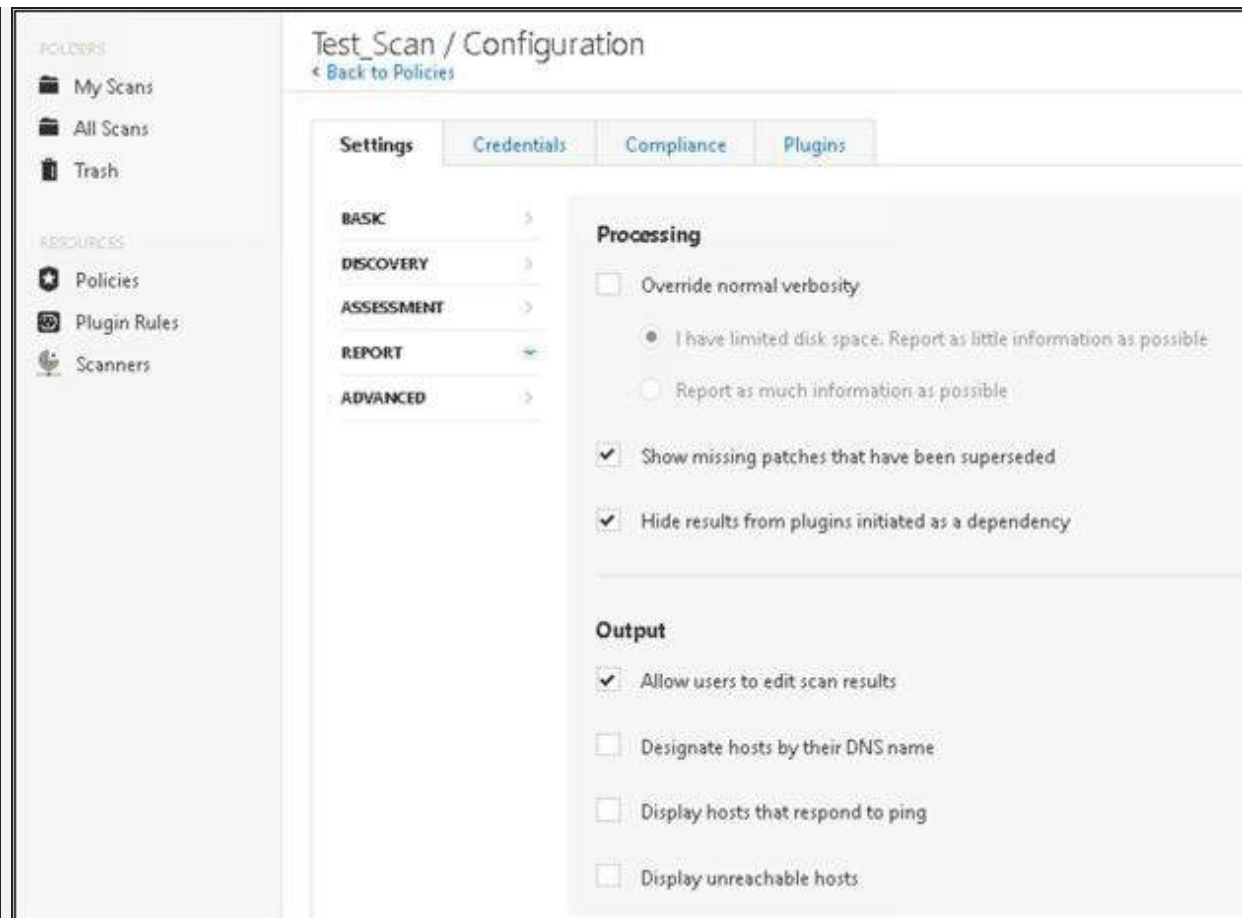 FOLDERS
My Scans
All Scans
Trash
RESOURCES
Policies
Plugin Rules
Scanners
Test_Scan / Configuration
< Back to Policies
Settings
Credentials
Compliance
Plugins
BASIC
DISCOVERY
ASSESSMENT
REPORT
ADVANCED
Processing
Override normal verbosity
I have limited disk space. Report as little information as possible
Report as much information as possible
Show missing patches that have been superseded
Hide results from plugins initiated as a dependency
Output
Allow users to edit scan results
Designate hosts by their DNS name
Display hosts that respond to ping
Display unreachable hosts